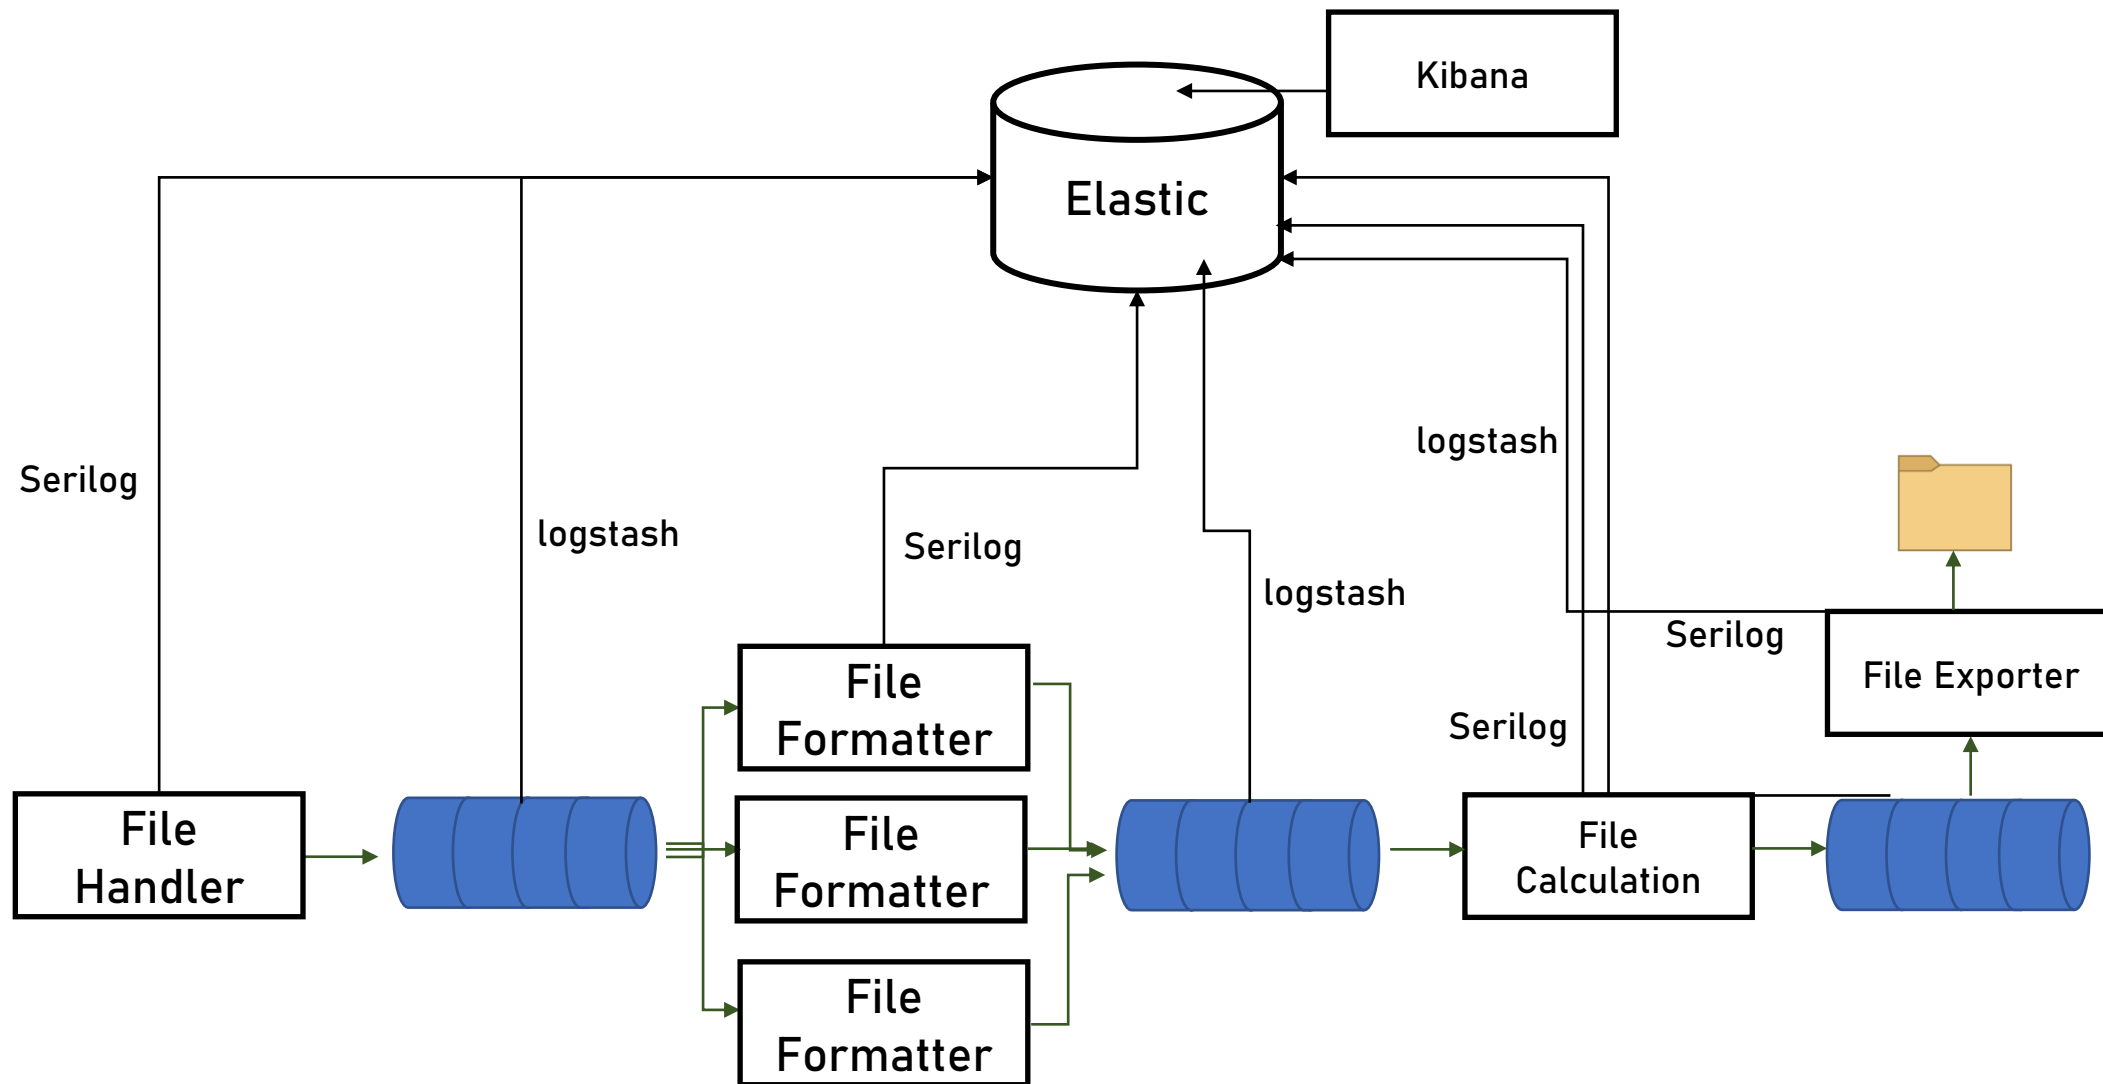 Kibana
Elastic
logstash
Serilog
logstash
Serilog
logstash
Serilog
File Exporter
Serilog
File
Formatter
File
Handler
File
Formatter
File
Calculation
File
Formatter